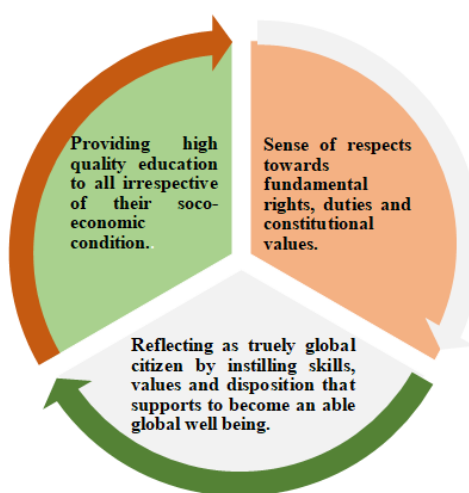 Providing high
quality education
to all irrespective
of their soco-
economic
condition..
Sense of respects
towards
fundamental
rights, duties and
constitutional
values.
Reflecting as truely global
citizen by instilling skills,
values and disposition that
supports to become an able
global well being.